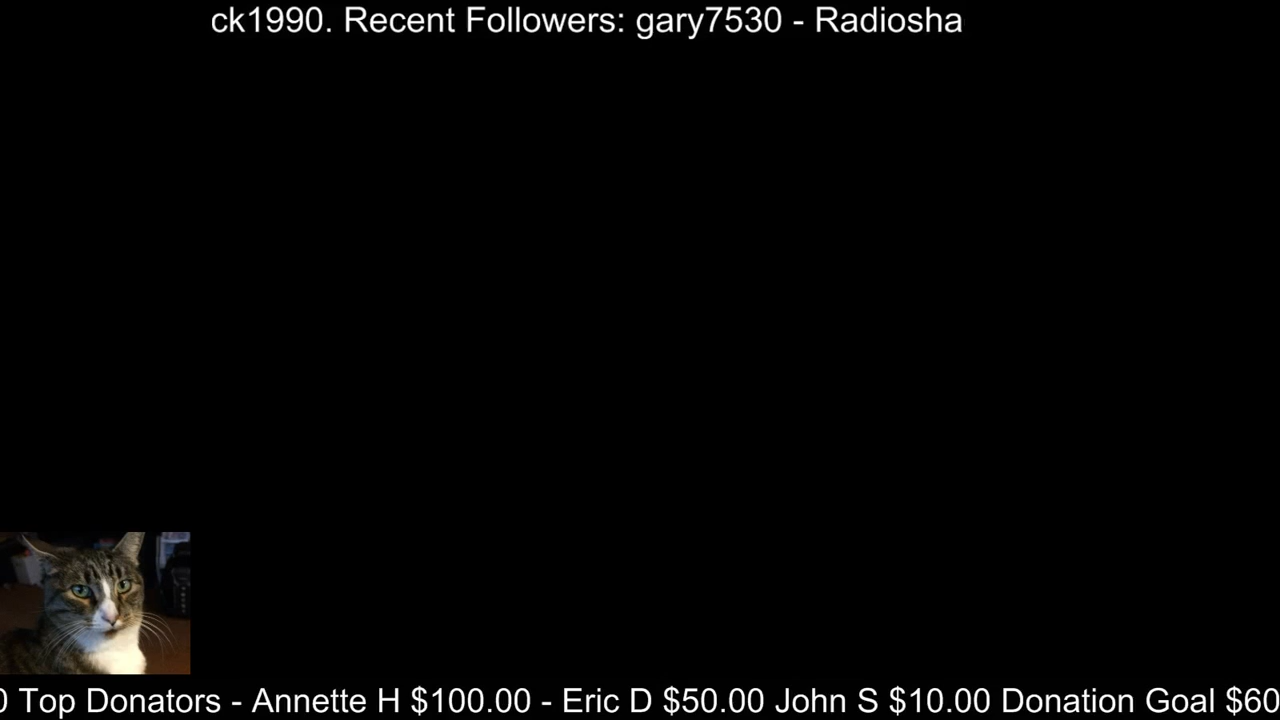 ck1990. Recent Followers: gary7530 - Radiosha
0 Top Donators - Annette H $100.00 - Eric D $50.00 John S $10.00 Donation Goal $60